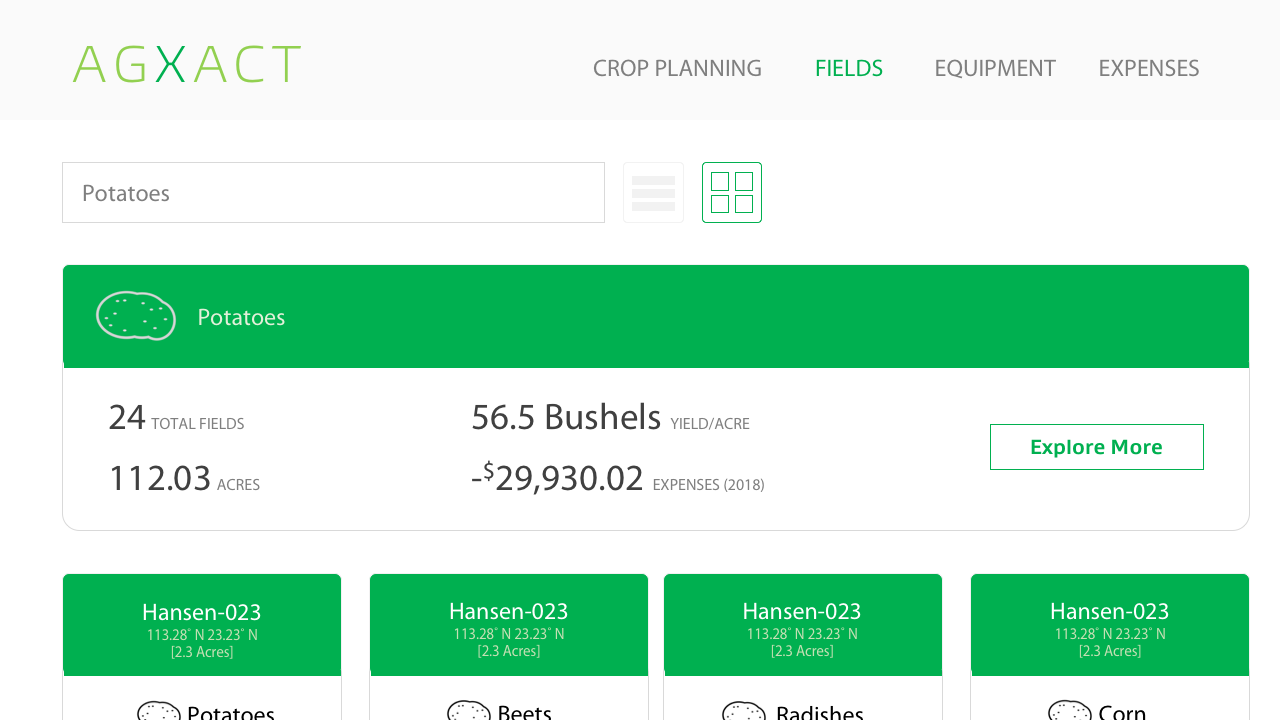 AGXACT
CROP PLANNING FIELDS EQUIPMENT EXPENSES
Potatoes
Potatoes
24 TOTAL FIELDS
56.5 Bushels YIELD/ACRE
112.03 ACRES
-$29,930.02 EXPENSES (2018)
Explore More
Hansen-023
113.28° N 23.23° N
[2.3 Acres]
Potatoes
Hansen-023
113.28° N 23.23° N
[2.3 Acres]
Beets
Hansen-023
113.28° N 23.23° N
[2.3 Acres]
Radishes
Hansen-023
113.28° N 23.23° N
[2.3 Acres]
Corn